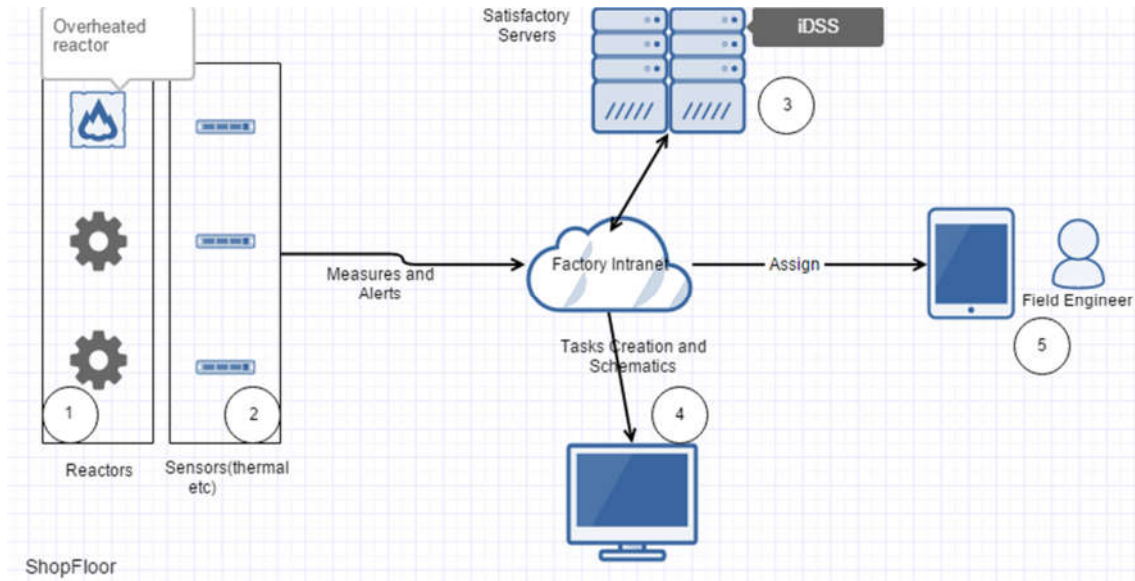 Overheated
reactor
Satisfactory
Servers
iDSS
3
Measures and
Alerts
Factory Intranet
Assign
Field Engineer
5
Tasks Creation and
Schematics
4
1
2
Reactors
Sensors(thermal
etc)
ShopFloor